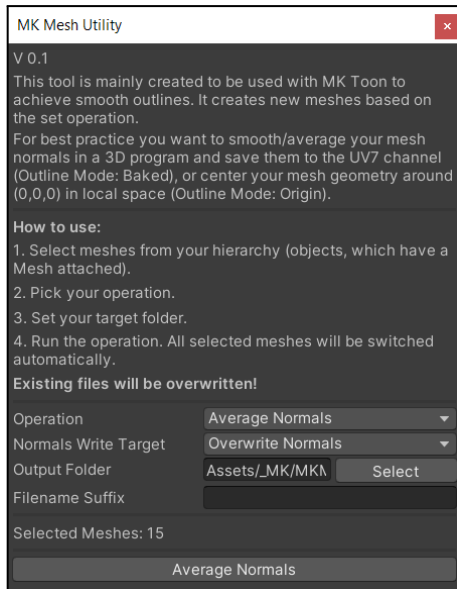 MK Mesh Utility
V 0.1
This tool is mainly created to be used with MK Toon to
achieve smooth outlines. It creates new meshes based on
the set operation.
For best practice you want to smooth/average your mesh
normals in a 3D program and save them to the UV7 channel
(Outline Mode: Baked), or center your mesh geometry around
(0,0,0) in local space (Outline Mode: Origin).
How to use:
1. Select meshes from your hierarchy (objects, which have a
Mesh attached).
2. Pick your operation.
3. Set your target folder.
4. Run the operation. All selected meshes will be switched
automatically.
Existing files will be overwritten!
Operation Average Normals
Normals Write Target Overwrite Normals
Output Folder Assets/_MK/MKM Select
Filename Suffix
Selected Meshes: 15
Average Normals